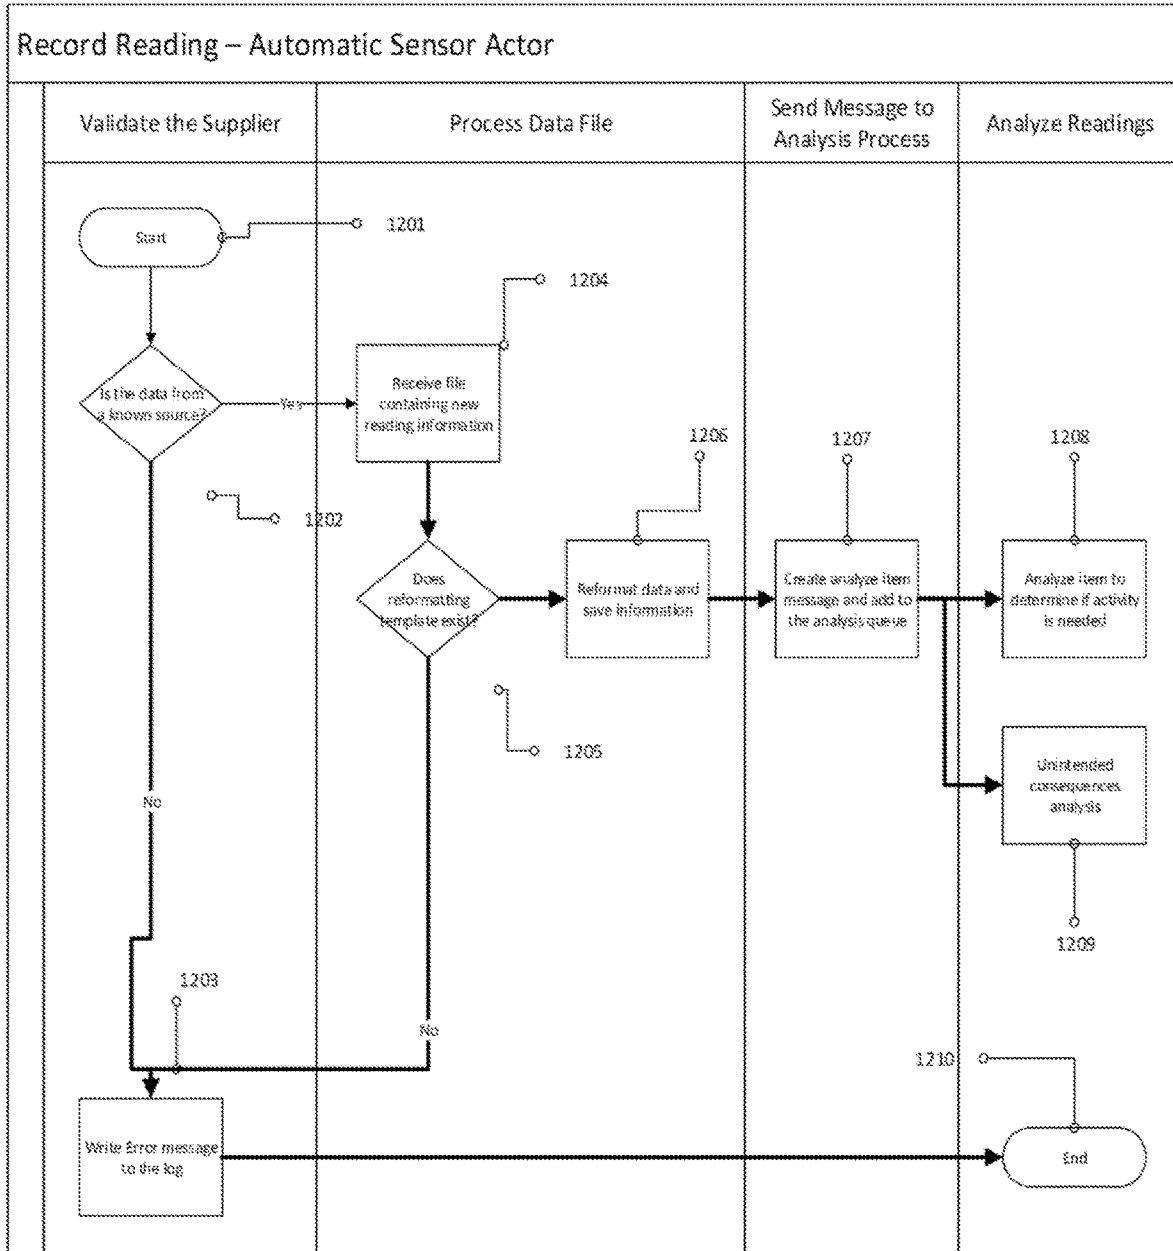 Record Reading – Automatic Sensor Actor
Validate the Supplier
Process Data File
Send Message to
Analysis Process
Analyze Readings
Start
1201
1204
Is the data from
a known source?
Yes
Receive file
containing new
reading information
1202
1206
1207
1208
Does
reformatting
template exist?
Reformat data and
save information
Create analyze item
message and add to
the analysis queue
Analyze item to
determine if activity
is needed
1205
Unintended
consequences
analysis
No
1209
1203
No
1210
Write Error message
to the log
End